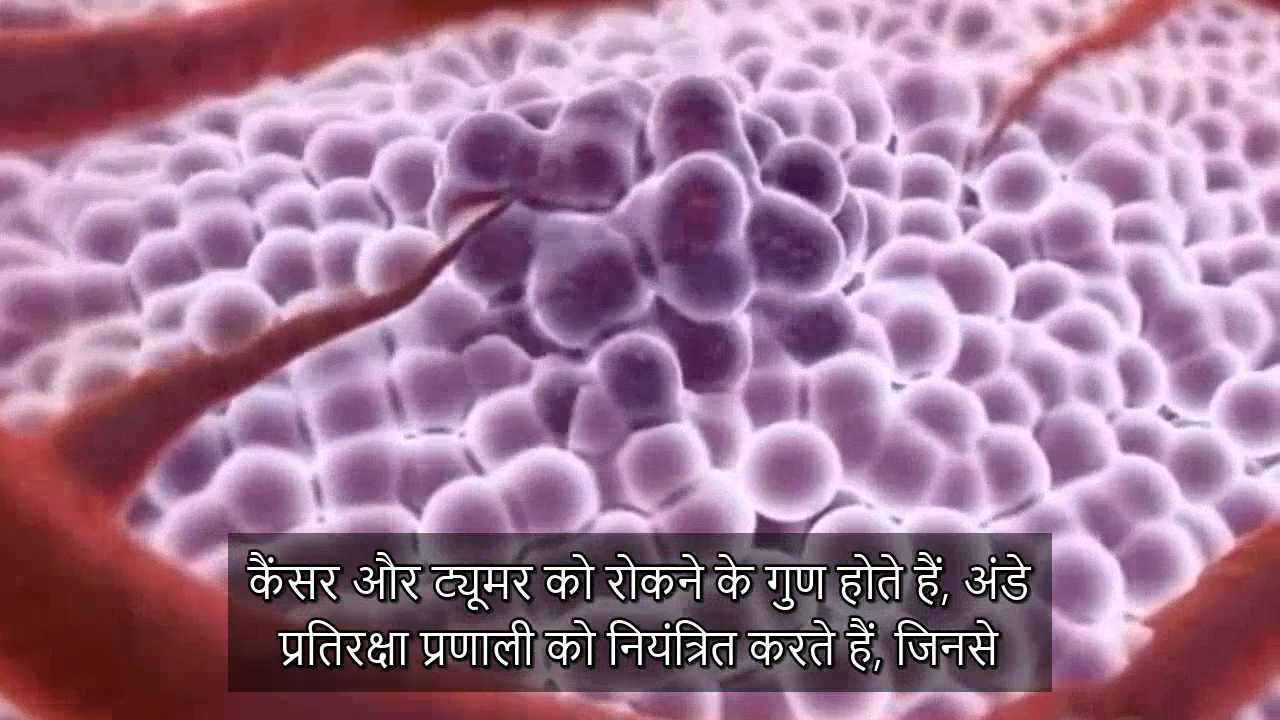 कैंसर और ट्यूमर को रोकने के गुण होते हैं, अंडे
प्रतिरक्षा प्रणाली को नियंत्रित करते हैं, जिनसे